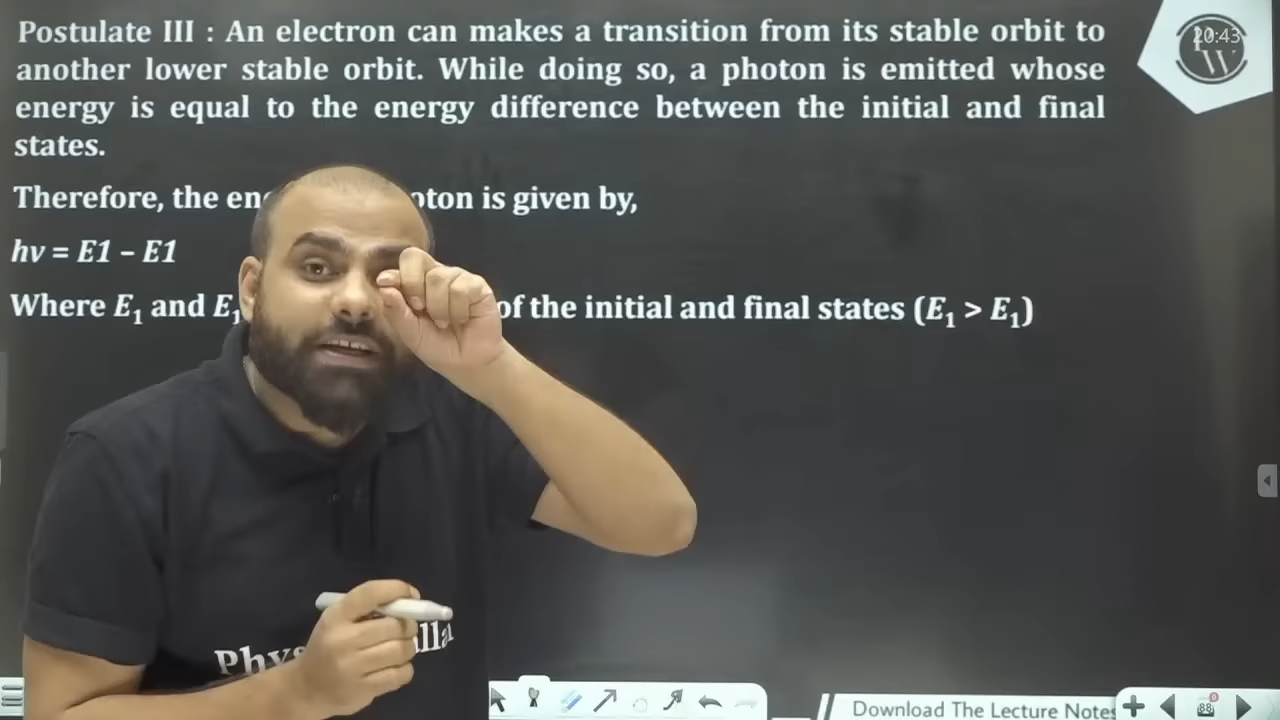 Postulate III : An electron can makes a transition from its stable orbit to
20:43
another lower stable orbit. While doing so, a photon is emitted whose
energy is equal to the energy difference between the initial and final
states.
Therefore, the is given by,
hv = E1 – E1
Where E₁ and E₁ of the initial and final states (E₁ > E₁)
Download The Lecture Notes
88